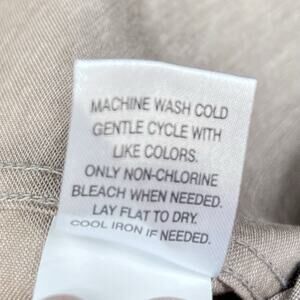 MACHINE WASH COLD
GENTLE CYCLE WITH
LIKE COLORS.
ONLY NON-CHLORINE
BLEACH WHEN NEEDED.
LAY FLAT TO DRY.
COOL IRON IF NEEDED.